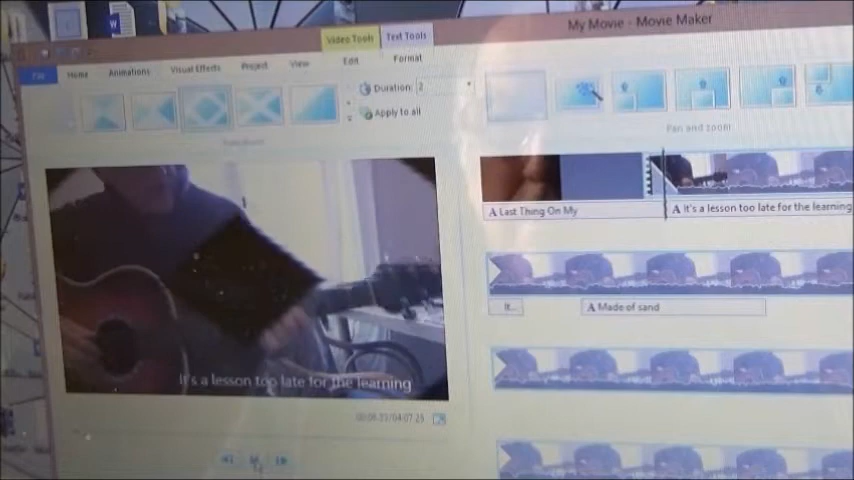 My Movie - Movie Maker
Video Tools
Text Tools
File
Home
Animations
Visual Effects
Project
View
Edit
Format
Duration: 2
Apply to all
Pan and zoom
A Last Thing On My
A It's a lesson too late for the learning
It...
A Made of sand
It's a lesson too late for the learning